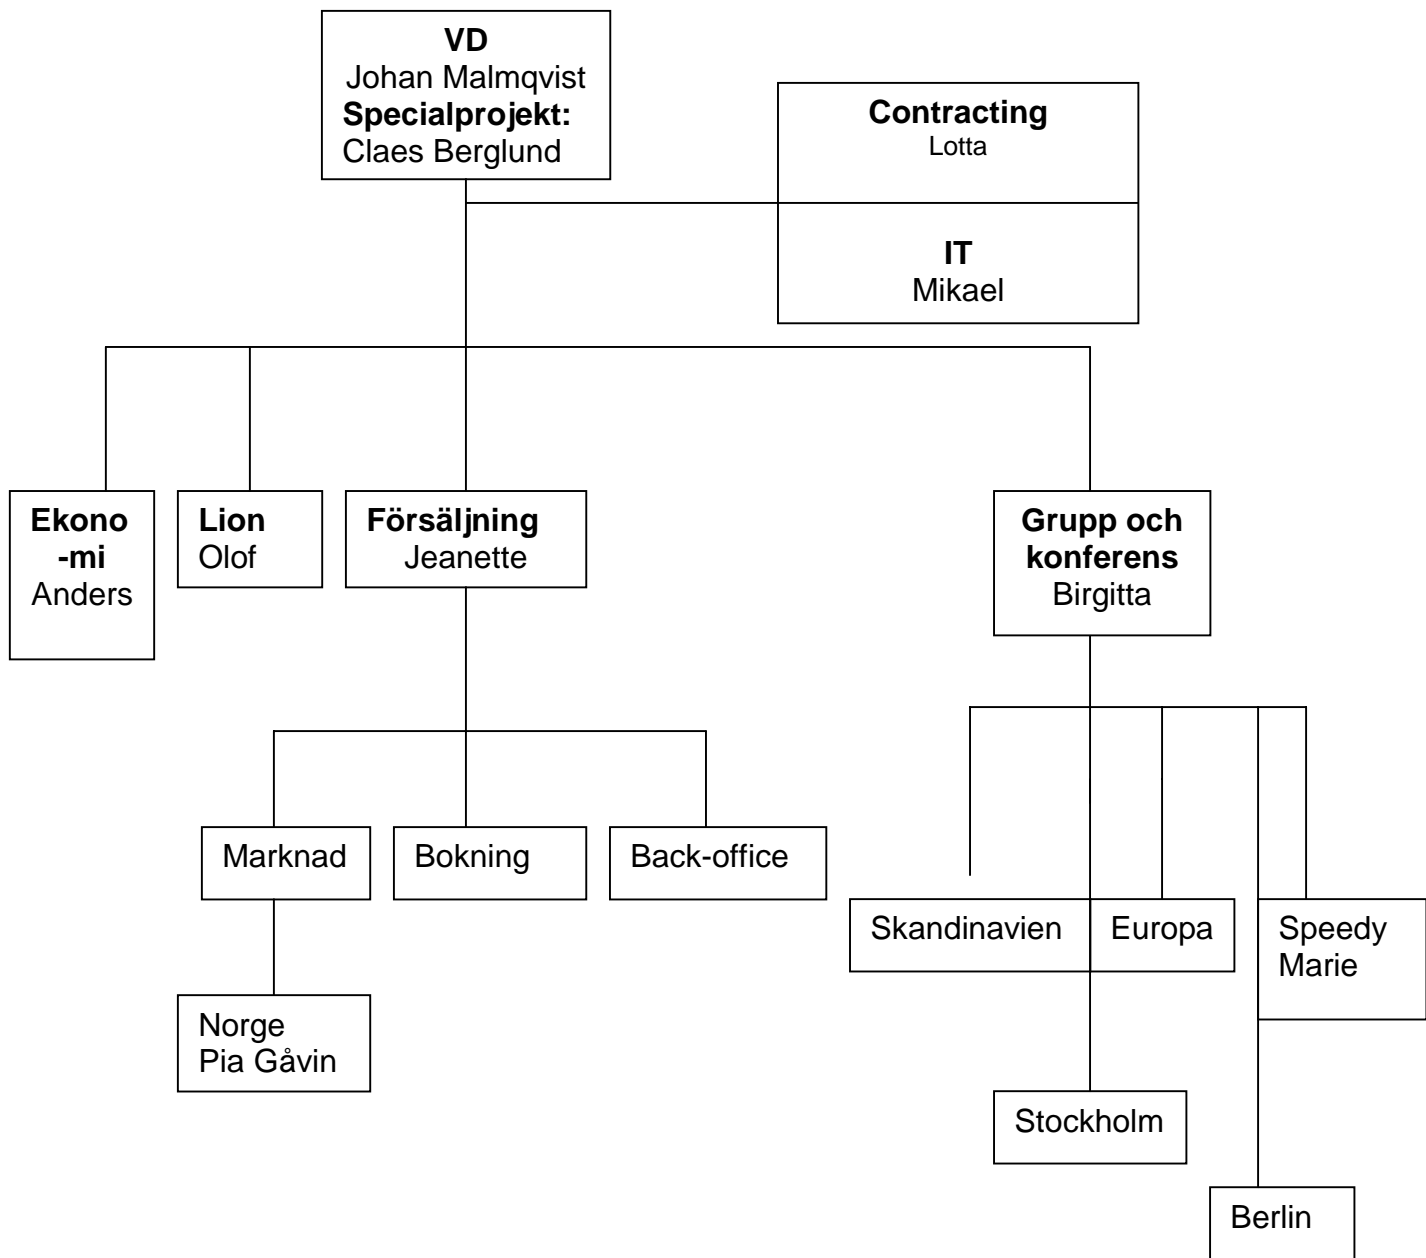 VD
Johan Malmqvist
Specialprojekt:
Claes Berglund
Contracting
Lotta
IT
Mikael
Ekono
-mi
Anders
Lion
Olof
Försäljning
Jeanette
Grupp och
konferens
Birgitta
Marknad
Bokning
Back-office
Skandinavien
Europa
Speedy
Marie
Norge
Pia Gåvin
Stockholm
Berlin